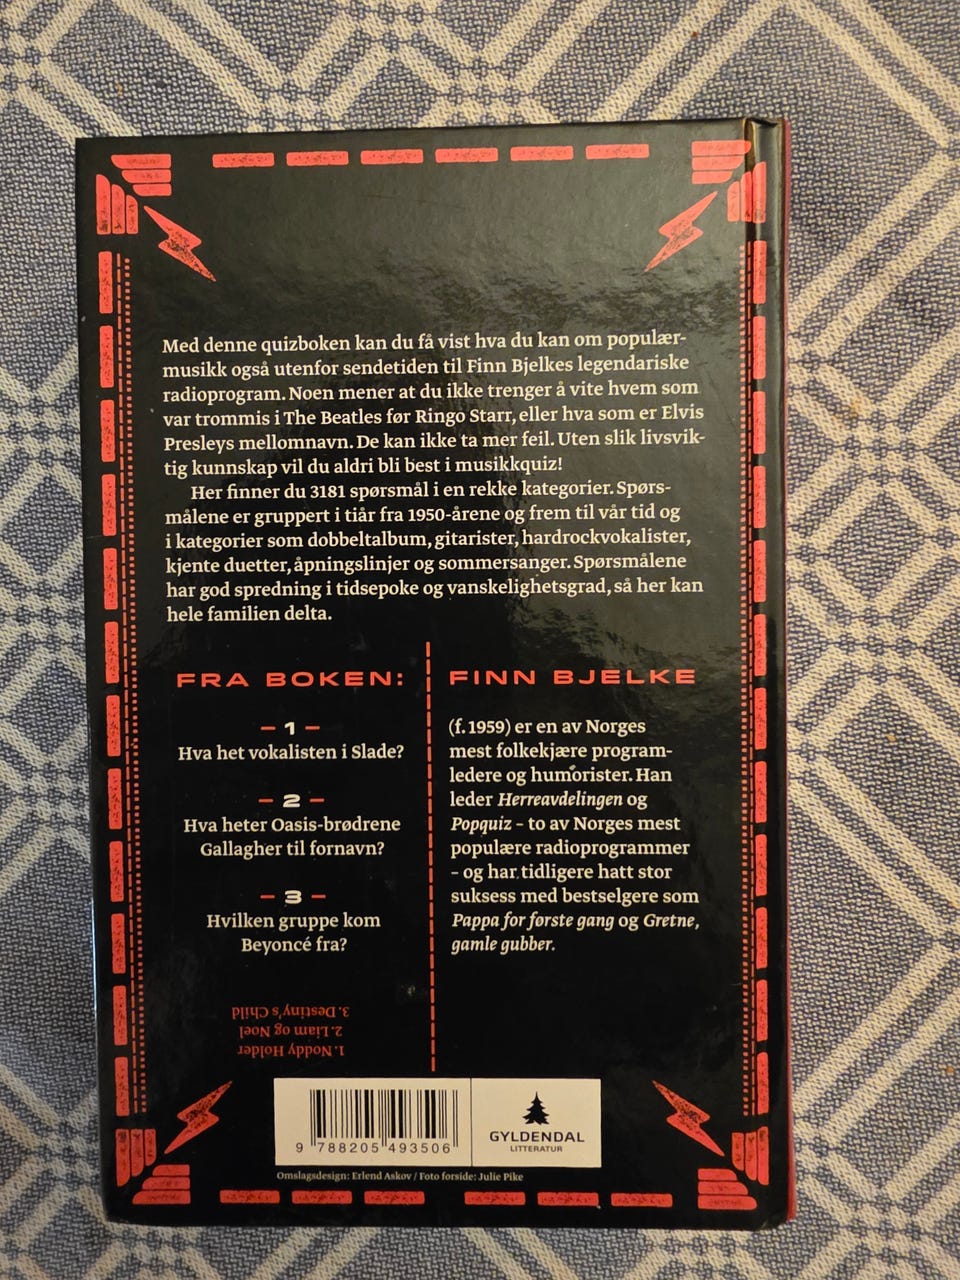 Med denne quizboken kan du få vist hva du kan om populær-
musikk også utenfor sendetiden til Finn Bjelkes legendariske
radioprogram. Noen mener at du ikke trenger å vite hvem som
var trommis i The Beatles før Ringo Starr, eller hva som er Elvis
Presleys mellomnavn. De kan ikke ta mer feil. Uten slik livsvik-
tig kunnskap vil du aldri bli best i musikkquiz!
Her finner du 3181 spørsmål i en rekke kategorier. Spørs-
målene er gruppert i tiår fra 1950-årene og frem til vår tid og
i kategorier som dobbeltalbum, gitarister, hardrockvokalister,
kjente duetter, åpningslinjer og sommersanger. Spørsmålene
har god spredning i tidsepoke og vanskelighetsgrad, så her kan
hele familien delta.
FRA BOKEN:
– 1 –
Hva het vokalisten i Slade?
– 2 –
Hva heter Oasis-brødrene
Gallagher til fornavn?
– 3 –
Hvilken gruppe kom
Beyoncé fra?
1. Noddy Holder
2. Liam og Noel
3. Destiny's Child
FINN BJELKE
(f. 1959) er en av Norges
mest folkekjære program-
ledere og humorister. Han
leder Herreavdelingen og
Popquiz – to av Norges mest
populære radioprogrammer
– og har tidligere hatt stor
suksess med bestselgere som
Pappa for første gang og Gretne,
gamle gubber.
9 788205 493506
GYLDENDAL
LITTERATUR
Omslagsdesign: Erlend Askov / Foto forside: Julie Pike